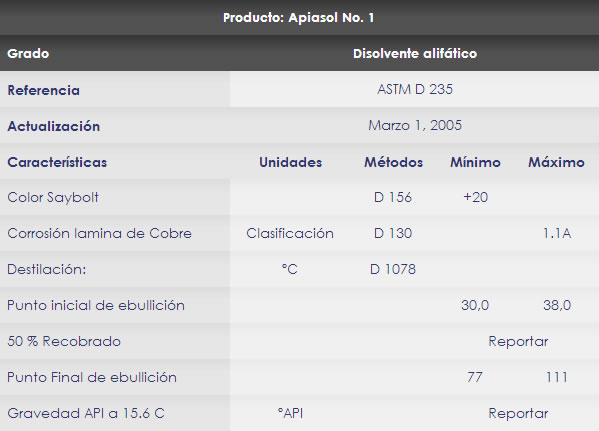 Producto: Apiasol No. 1
Grado Disolvente alifático
Referencia ASTM D 235
Actualización Marzo 1, 2005
Características Unidades Métodos Mínimo Máximo
Color Saybolt D 156 +20
Corrosión lamina de Cobre Clasificación D 130 1.1A
Destilación: °C D 1078
Punto inicial de ebullición 30,0 38,0
50 % Recobrado Reportar
Punto Final de ebullición 77 111
Gravedad API a 15.6 C °API Reportar